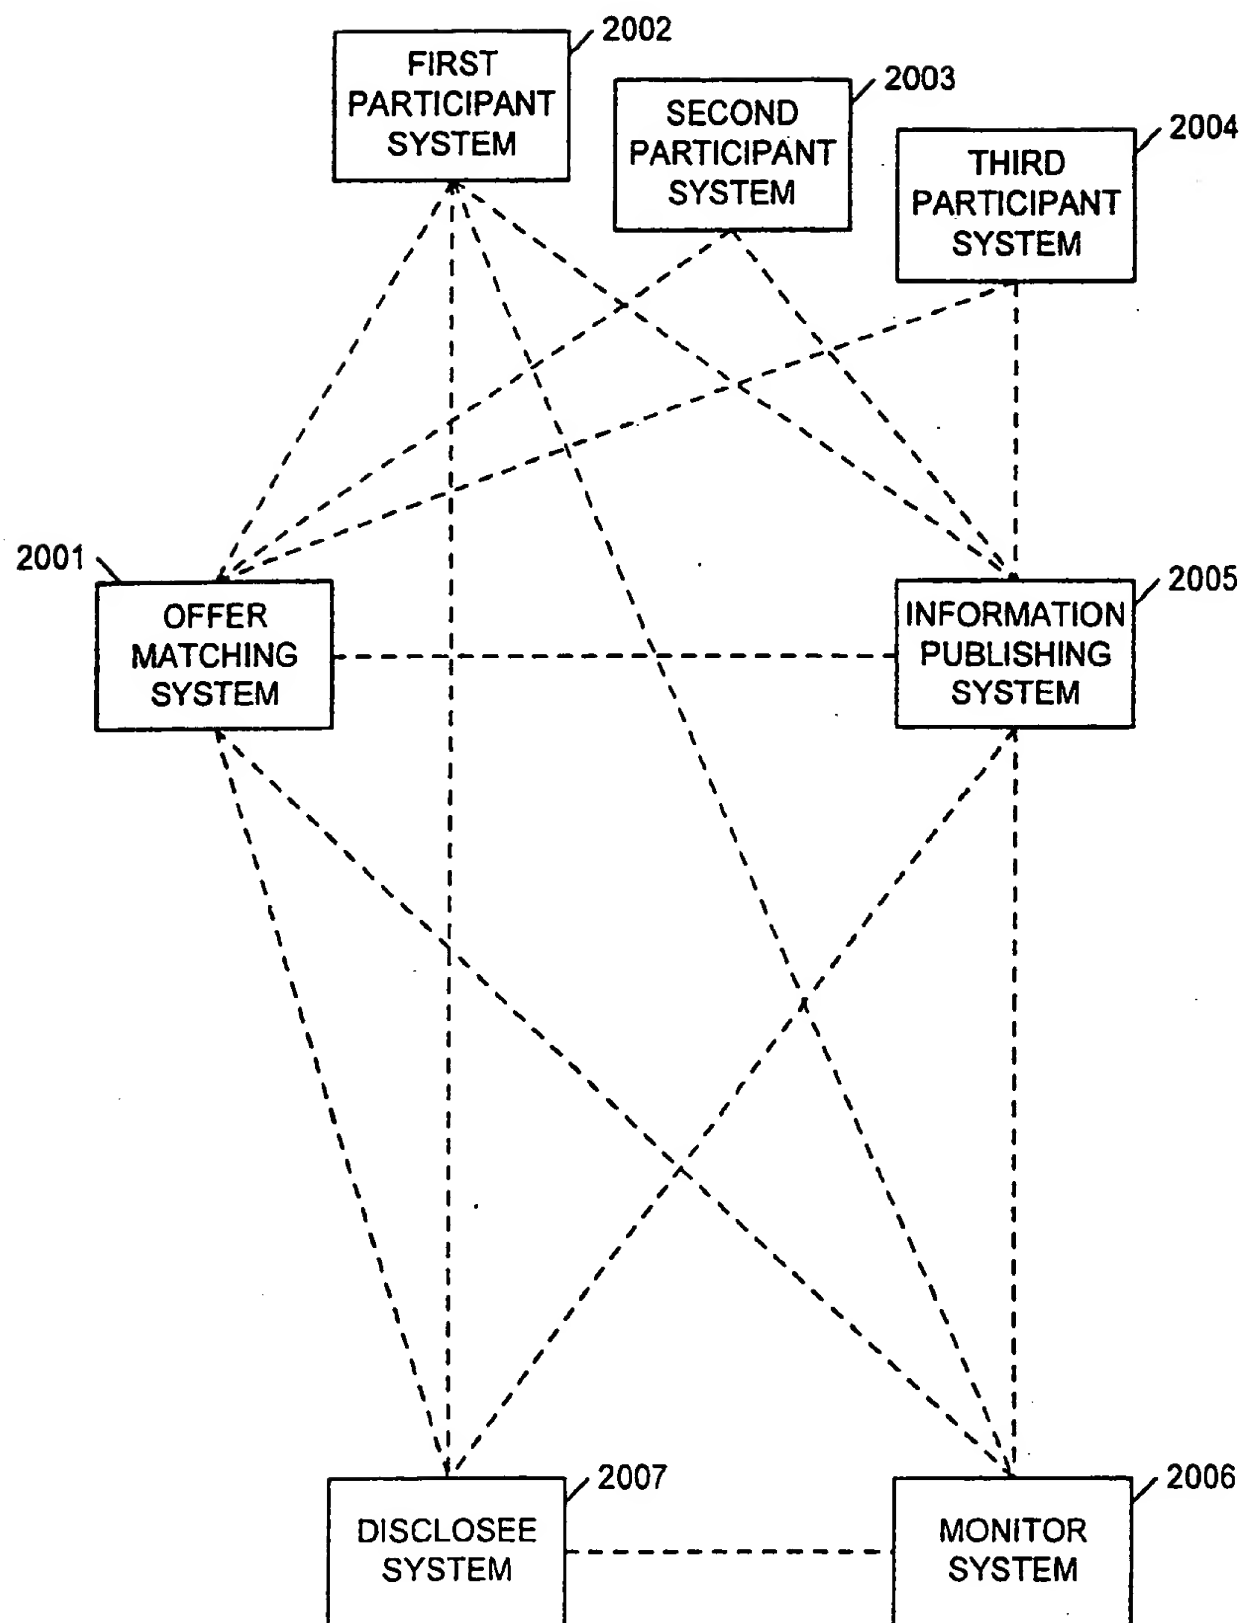 2002
FIRST
PARTICIPANT
SYSTEM
2003
SECOND
PARTICIPANT
SYSTEM
2004
THIRD
PARTICIPANT
SYSTEM
2001
OFFER
MATCHING
SYSTEM
2005
INFORMATION
PUBLISHING
SYSTEM
2007
DISCLOSEE
SYSTEM
2006
MONITOR
SYSTEM